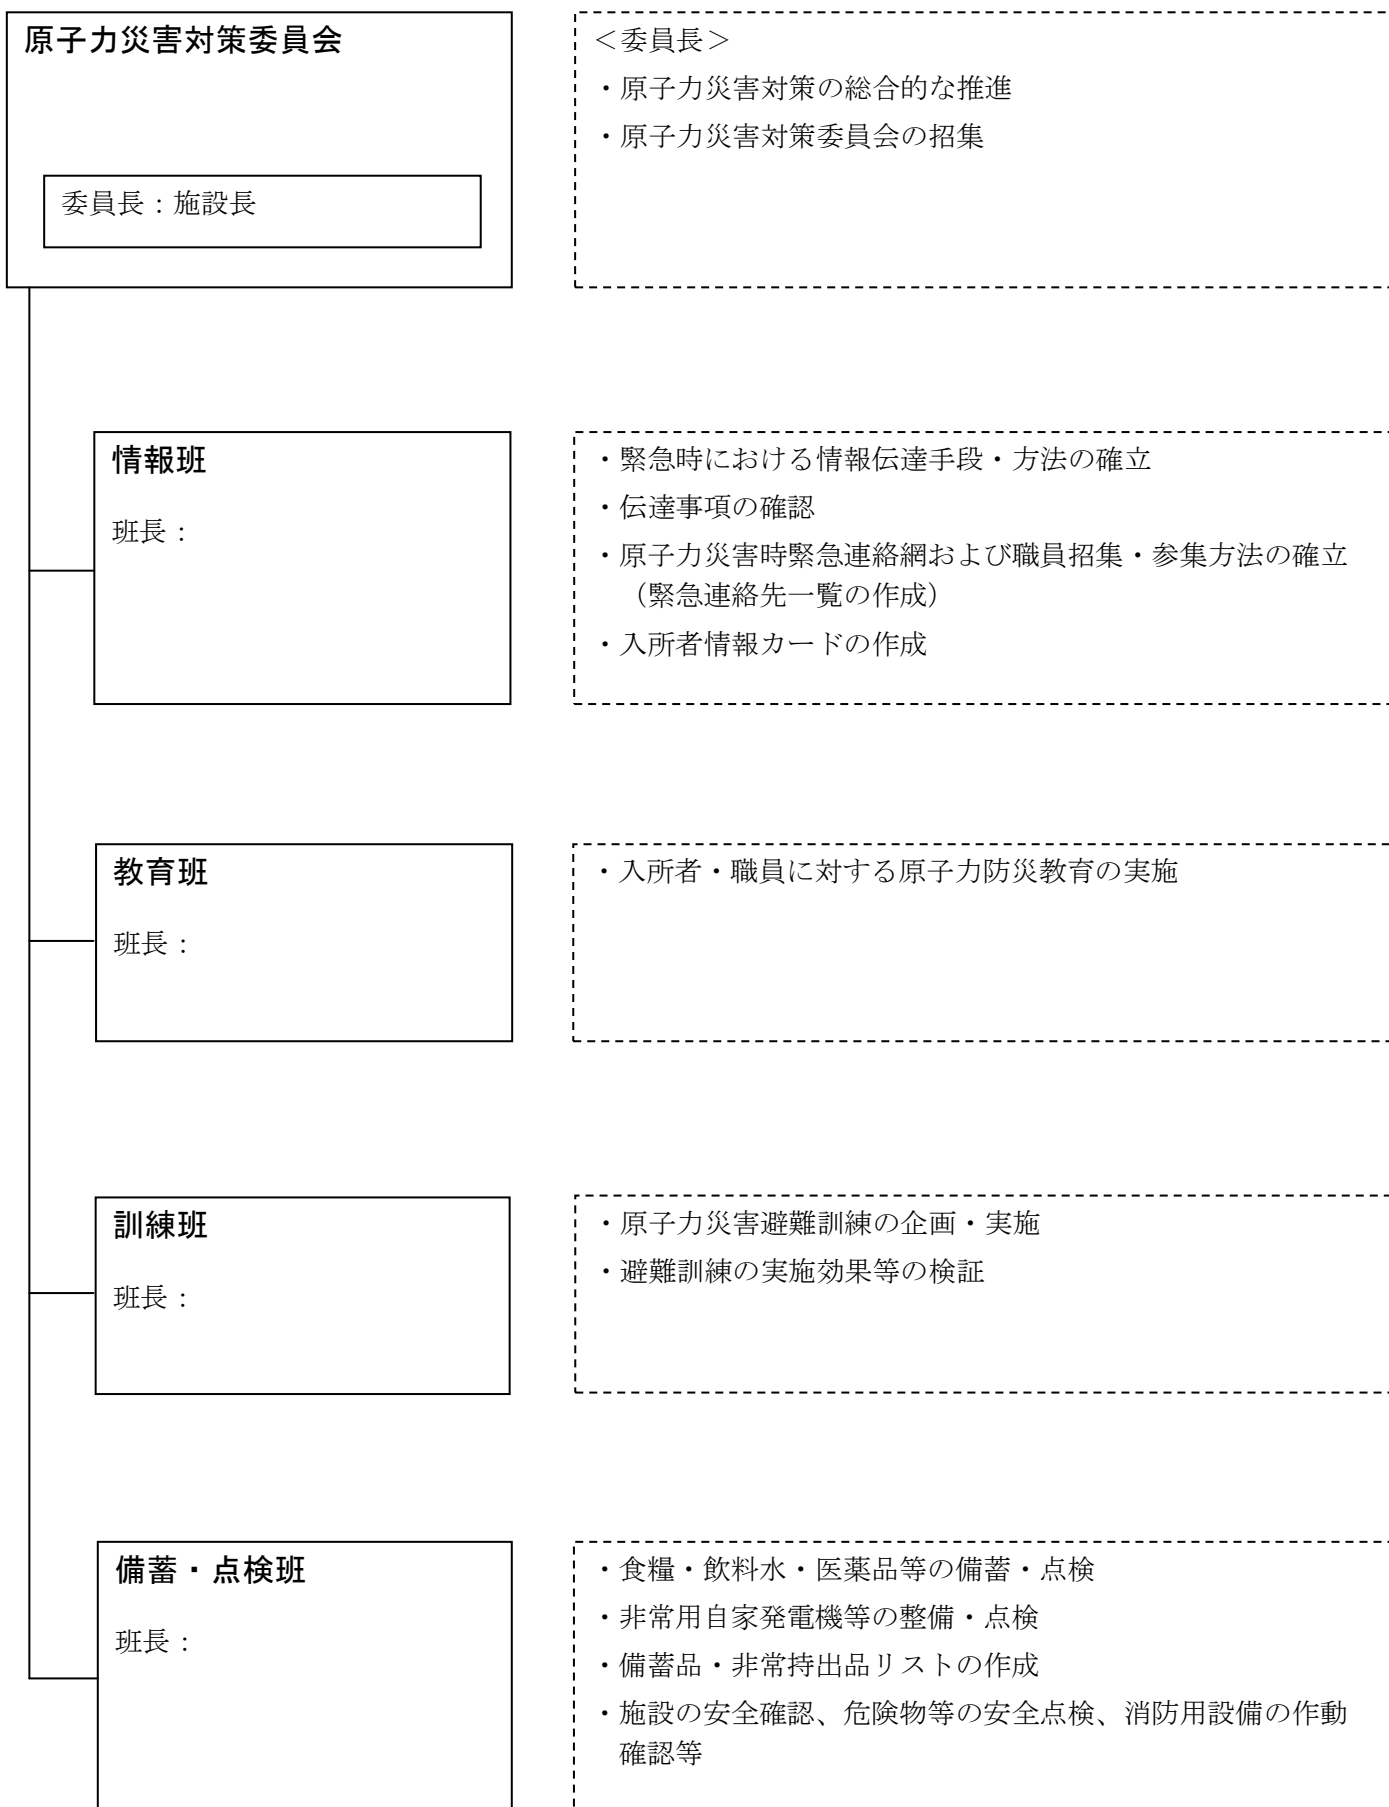 原子力災害対策委員会
委員長：施設長
＜委員長＞
・原子力災害対策の総合的な推進
・原子力災害対策委員会の招集
情報班
班長：
・緊急時における情報伝達手段・方法の確立
・伝達事項の確認
・原子力災害時緊急連絡網および職員招集・参集方法の確立
（緊急連絡先一覧の作成）
・入所者情報カードの作成
教育班
班長：
・入所者・職員に対する原子力防災教育の実施
訓練班
班長：
・原子力災害避難訓練の企画・実施
・避難訓練の実施効果等の検証
備蓄・点検班
班長：
・食糧・飲料水・医薬品等の備蓄・点検
・非常用自家発電機等の整備・点検
・備蓄品・非常持出品リストの作成
・施設の安全確認、危険物等の安全点検、消防用設備の作動
確認等